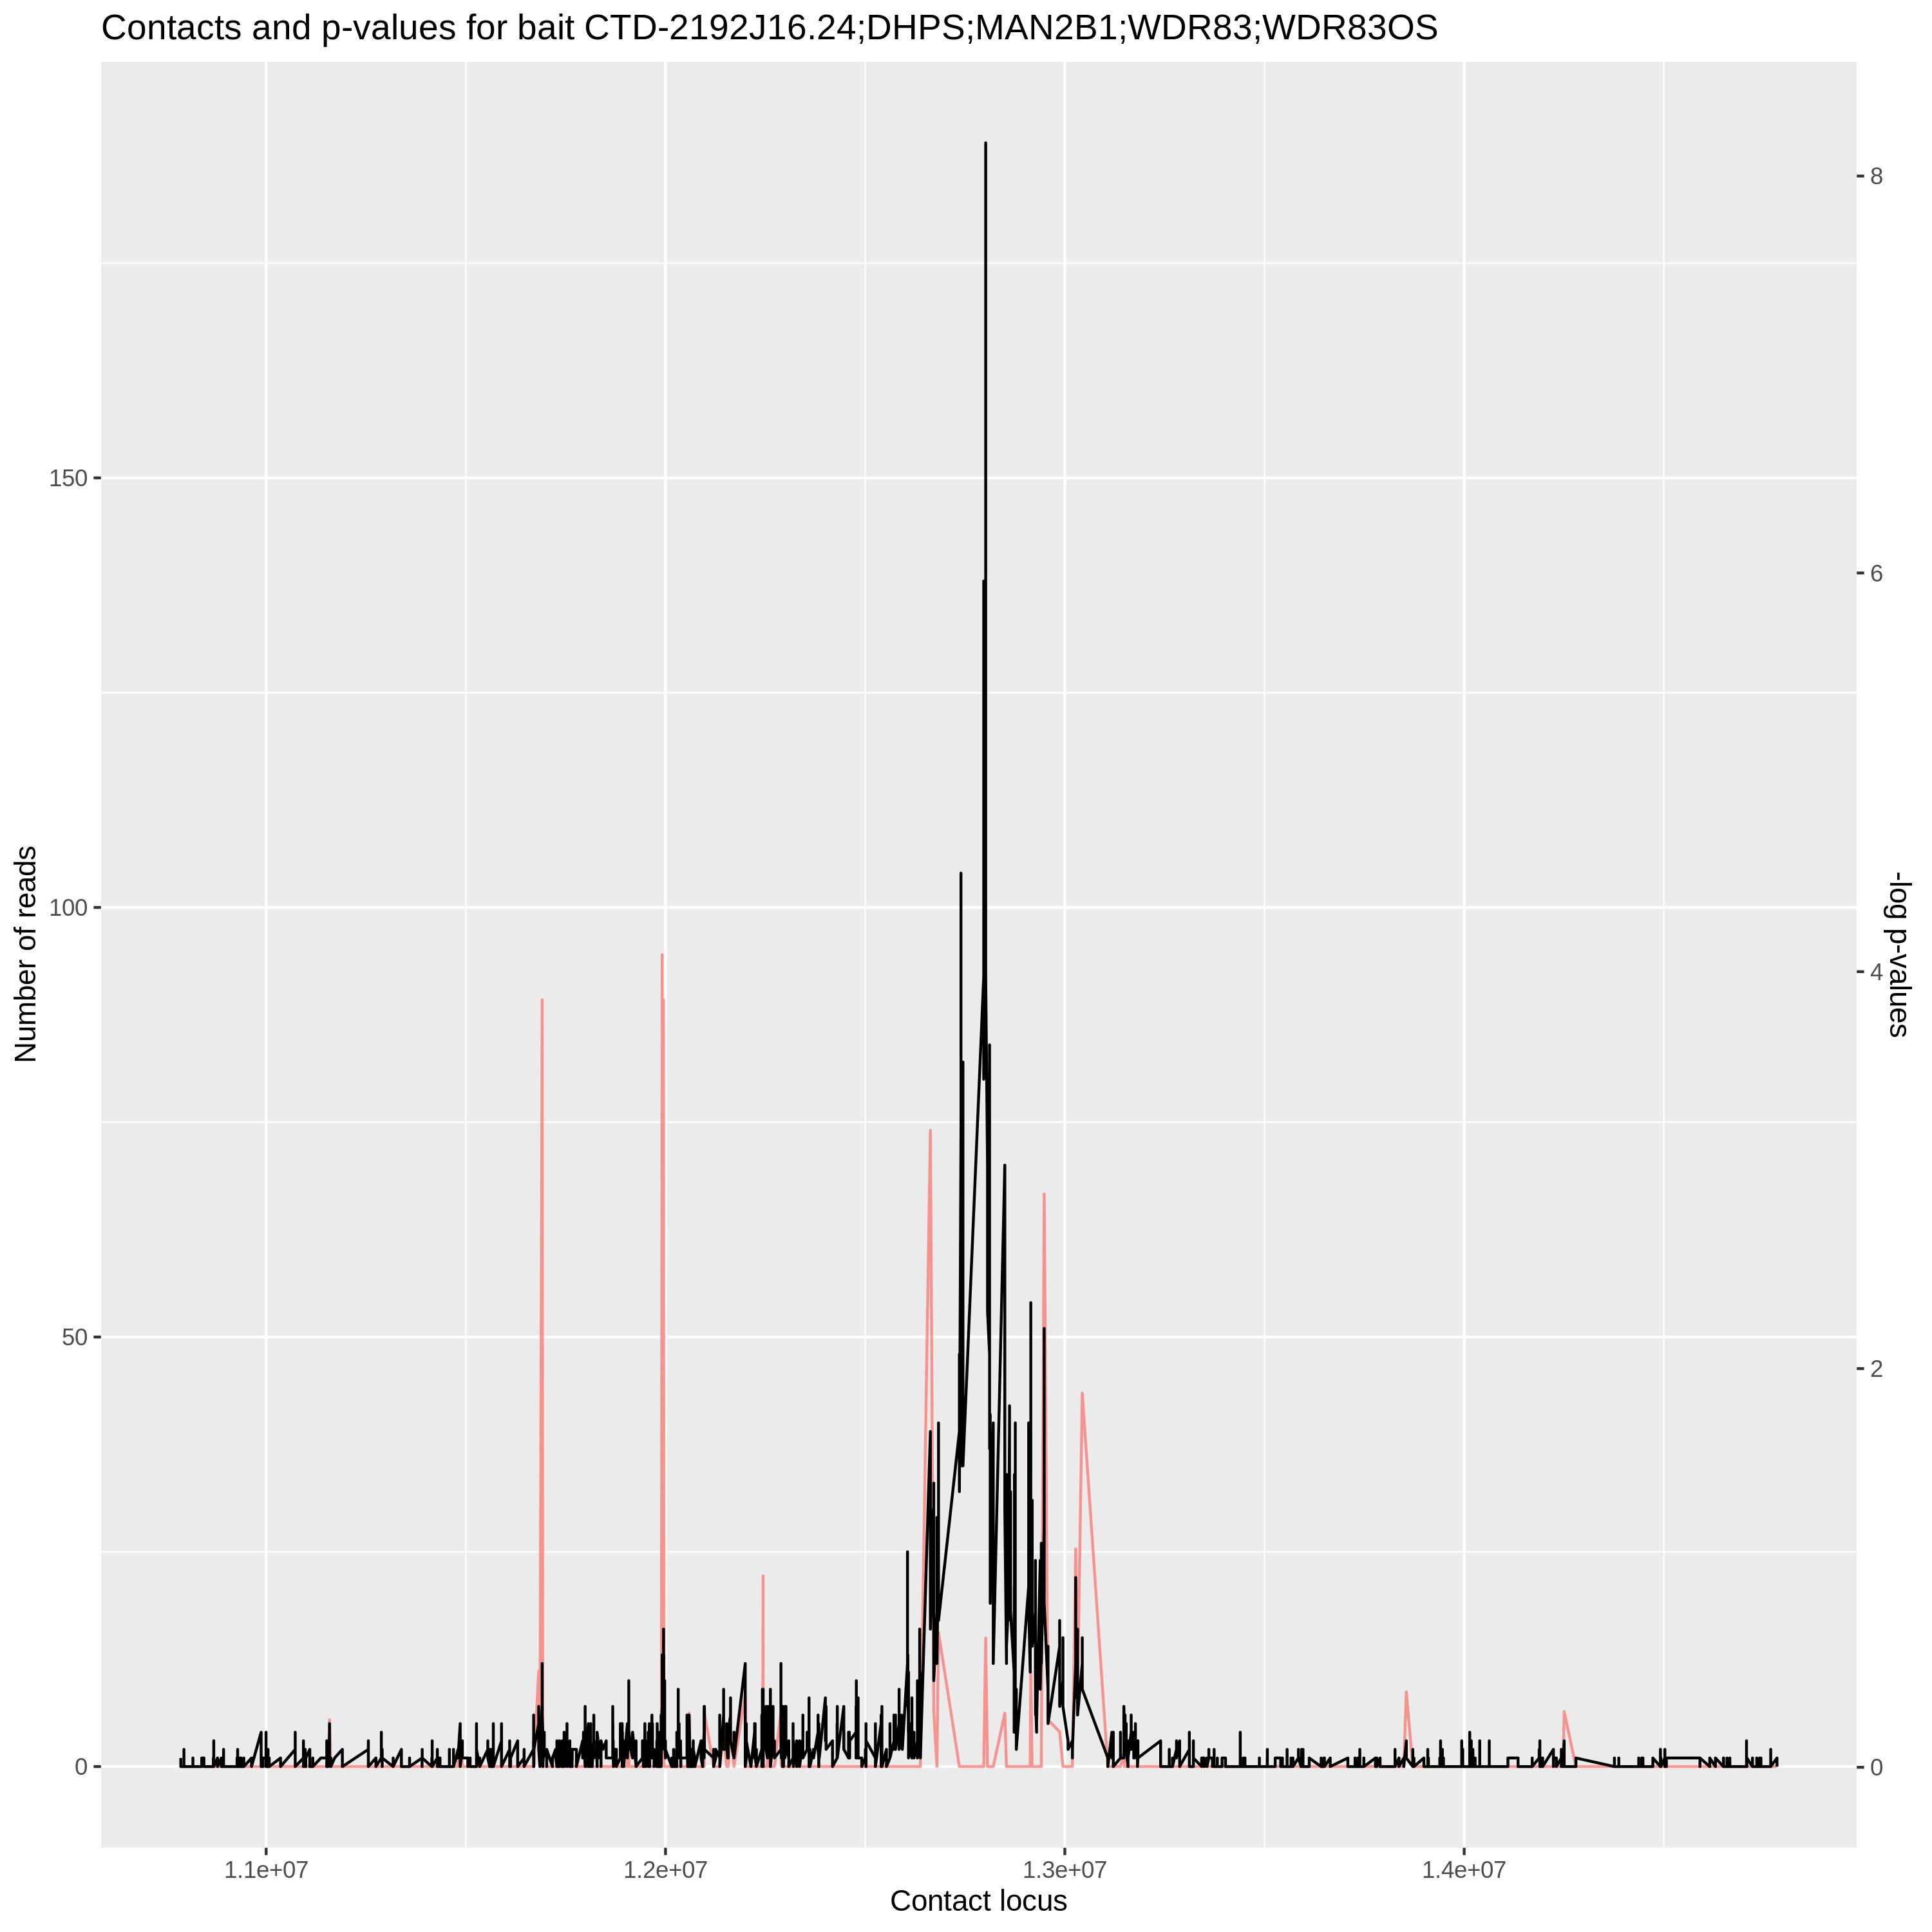 Contacts and p-values for bait CTD-2192J16.24;DHPS;MAN2B1;WDR83;WDR83OS
Number of reads
150
100
50
0
8
6
4
2
0
-log p-values
1.1e+07
1.2e+07
1.3e+07
1.4e+07
Contact locus